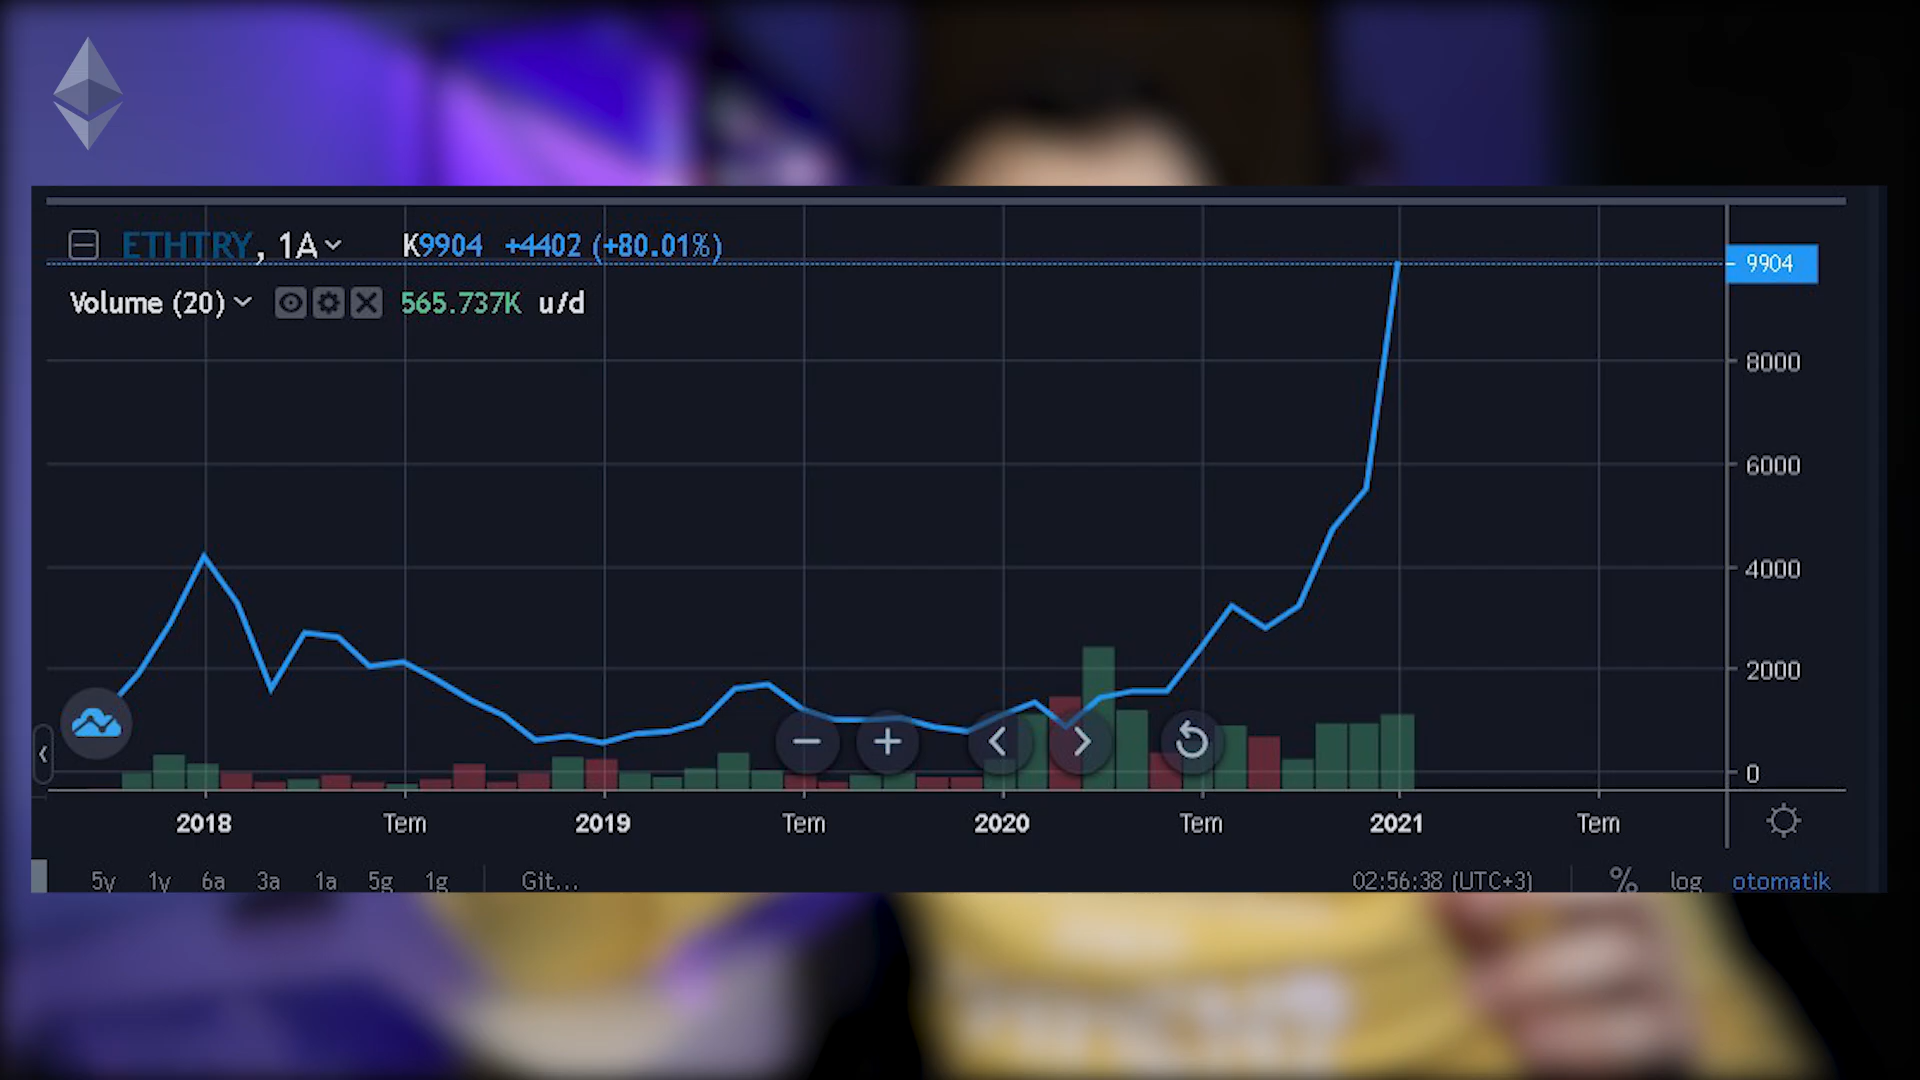 ETHTRY, 1A K9904 +4402 (+80.01%)
9904
Volume (20) 565.737K u/d
8000
6000
4000
2000
0
2018 Tem 2019 Tem 2020 Tem 2021 Tem
5y 1y 6a 3a 1a 5g 1g Git... 02:56:38 (UTC+3) % log otomatik